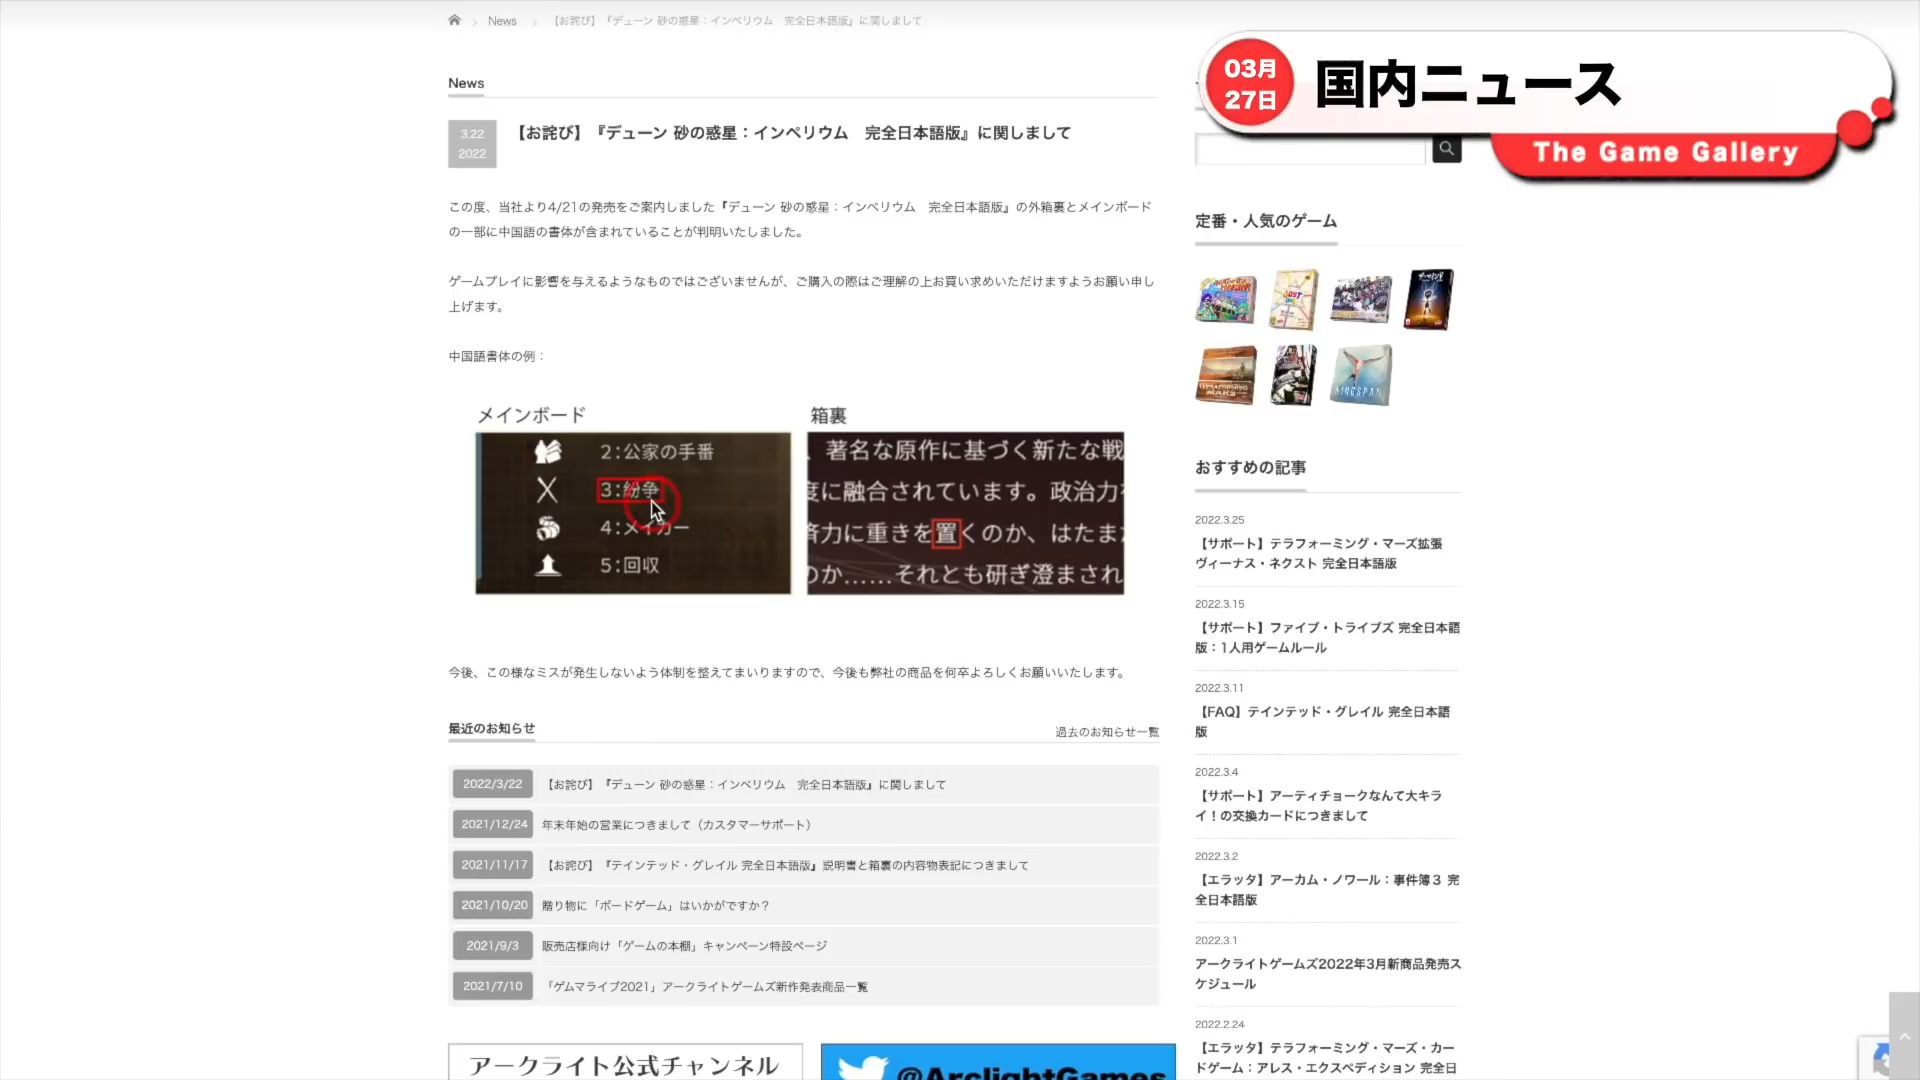 News
【お詫び】『デューン 砂の惑星：インペリウム　完全日本語版』に関しまして
03月
27日
国内ニュース
The Game Gallery
News
3.22
2022
【お詫び】『デューン 砂の惑星：インペリウム　完全日本語版』に関しまして
この度、当社より4/21の発売をご案内しました『デューン 砂の惑星：インペリウム　完全日本語版』の外箱裏とメインボード
の一部に中国語の書体が含まれていることが判明いたしました。
ゲームプレイに影響を与えるようなものではございませんが、ご購入の際はご理解の上お買い求めいただけますようお願い申し
上げます。
中国語書体の例：
メインボード
2:公家の手番
3:紛争
4:メイカー
5:回収
箱裏
、著名な原作に基づく新たな戦
度に融合されています。政治力
済力に重きを置くのか、はたま
のか……それとも研ぎ澄まされ
今後、この様なミスが発生しないよう体制を整えてまいりますので、今後も弊社の商品を何卒よろしくお願いいたします。
最近のお知らせ
過去のお知らせ一覧
2022/3/22 【お詫び】『デューン 砂の惑星：インペリウム　完全日本語版』に関しまして
2021/12/24 年末年始の営業につきまして（カスタマーサポート）
2021/11/17 【お詫び】『テインテッド・グレイル 完全日本語版』説明書と箱裏の内容物表記につきまして
2021/10/20 贈り物に「ボードゲーム」はいかがですか？
2021/9/3 販売店様向け「ゲームの本棚」キャンペーン特設ページ
2021/7/10 「ゲムマライブ2021」アークライトゲームズ新作発表商品一覧
アークライト公式チャンネル
@ArclightGames
定番・人気のゲーム
WINGSPAN
おすすめの記事
2022.3.25
【サポート】テラフォーミング・マーズ拡張
ヴィーナス・ネクスト 完全日本語版
2022.3.15
【サポート】ファイブ・トライブズ 完全日本語
版：1人用ゲームルール
2022.3.11
【FAQ】テインテッド・グレイル 完全日本語
版
2022.3.4
【サポート】アーティチョークなんて大キラ
イ！の交換カードにつきまして
2022.3.2
【エラッタ】アーカム・ノワール：事件簿３ 完
全日本語版
2022.3.1
アークライトゲームズ2022年3月新商品発売ス
ケジュール
2022.2.24
【エラッタ】テラフォーミング・マーズ・カー
ドゲーム：アレス・エクスペディション 完全日